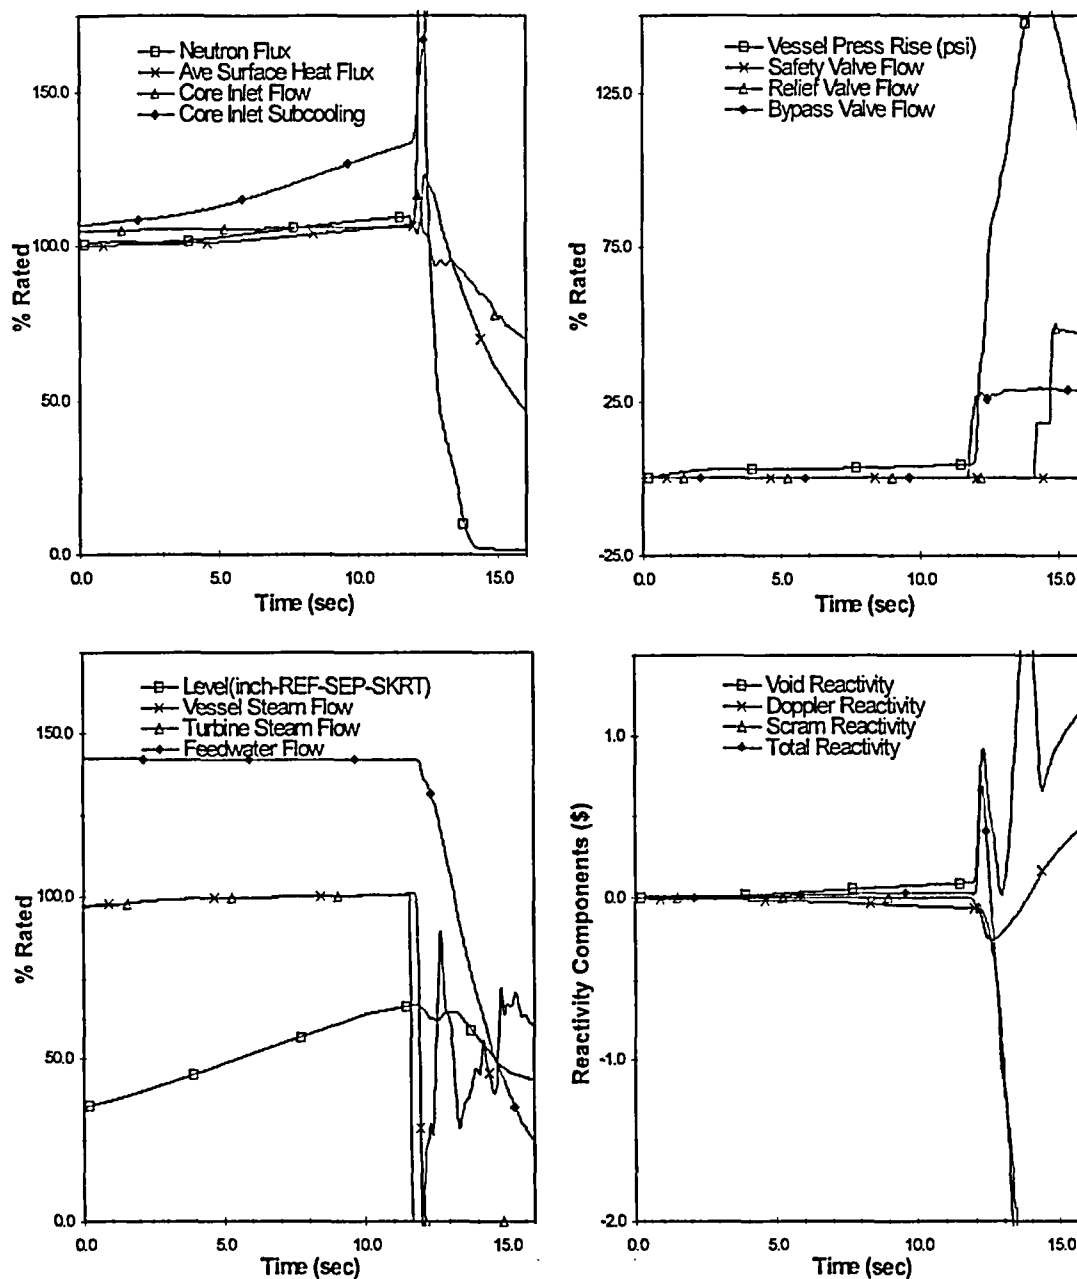 Neutron Flux
Ave Surface Heat Flux
Core Inlet Flow
Core Inlet Subcooling
150.0
100.0
50.0
0.0
% Rated
0.0
5.0
10.0
15.0
Time (sec)
Vessel Press Rise (psi)
Safety Valve Flow
Relief Valve Flow
Bypass Valve Flow
125.0
75.0
25.0
-25.0
% Rated
0.0
5.0
10.0
15.0
Time (sec)
Level(inch-REF-SEP-SKRT)
Vessel Steam Flow
Turbine Steam Flow
Feedwater Flow
150.0
100.0
50.0
0.0
% Rated
0.0
5.0
10.0
15.0
Time (sec)
Void Reactivity
Doppler Reactivity
Scram Reactivity
Total Reactivity
1.0
0.0
-1.0
-2.0
Reactivity Components ($)
0.0
5.0
10.0
15.0
Time (sec)